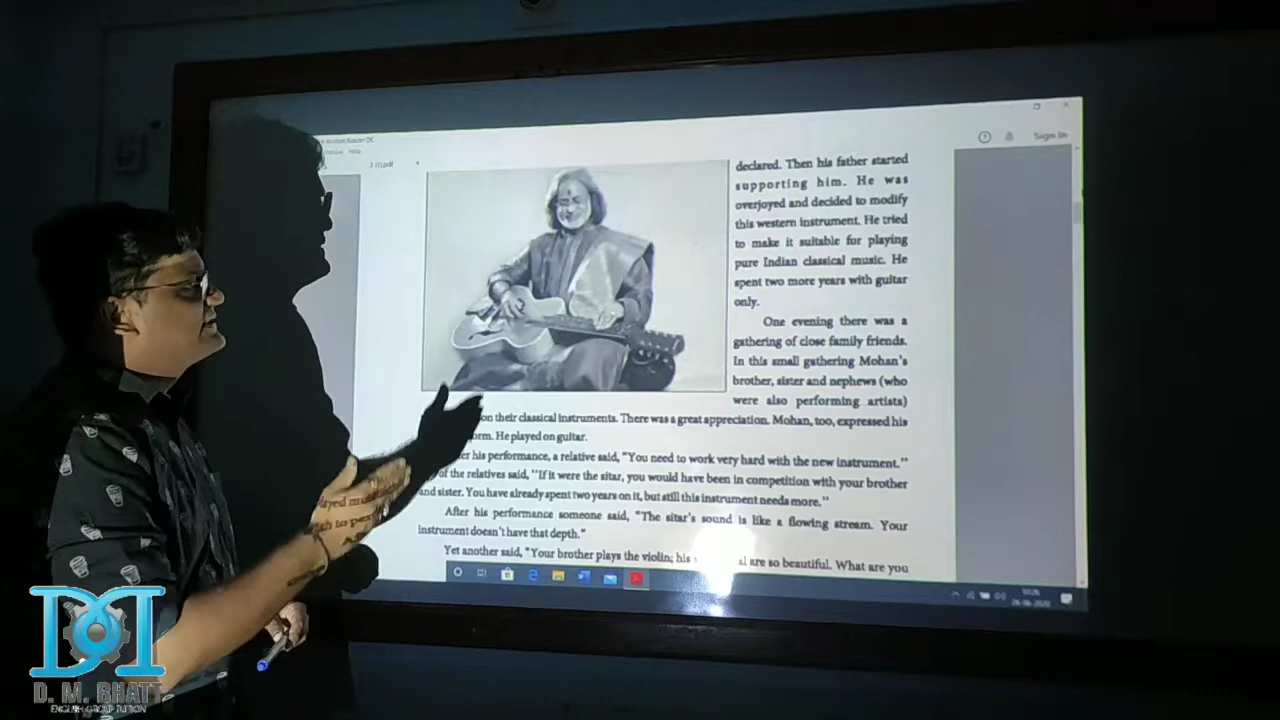 Sign In
3 (1).pdf
declared. Then his father started
supporting him. He was
overjoyed and decided to modify
this western instrument. He tried
to make it suitable for playing
pure Indian classical music. He
spent two more years with guitar
only.
One evening there was a
gathering of close family friends.
In this small gathering Mohan's
brother, sister and nephews (who
were also performing artists)
on their classical instruments. There was a great appreciation. Mohan, too, expressed his
He played on guitar.
his performance, a relative said, "You need to work very hard with the new instrument."
of the relatives said, "If it were the sitar, you would have been in competition with your brother
and sister. You have already spent two years on it, but still this instrument needs more."
After his performance someone said, "The sitar's sound is like a flowing stream. Your
instrument doesn't have that depth."
Yet another said, "Your brother plays the violin; his are so beautiful. What are you
D. M. BHATT
ENGLISH GROUP TUITION